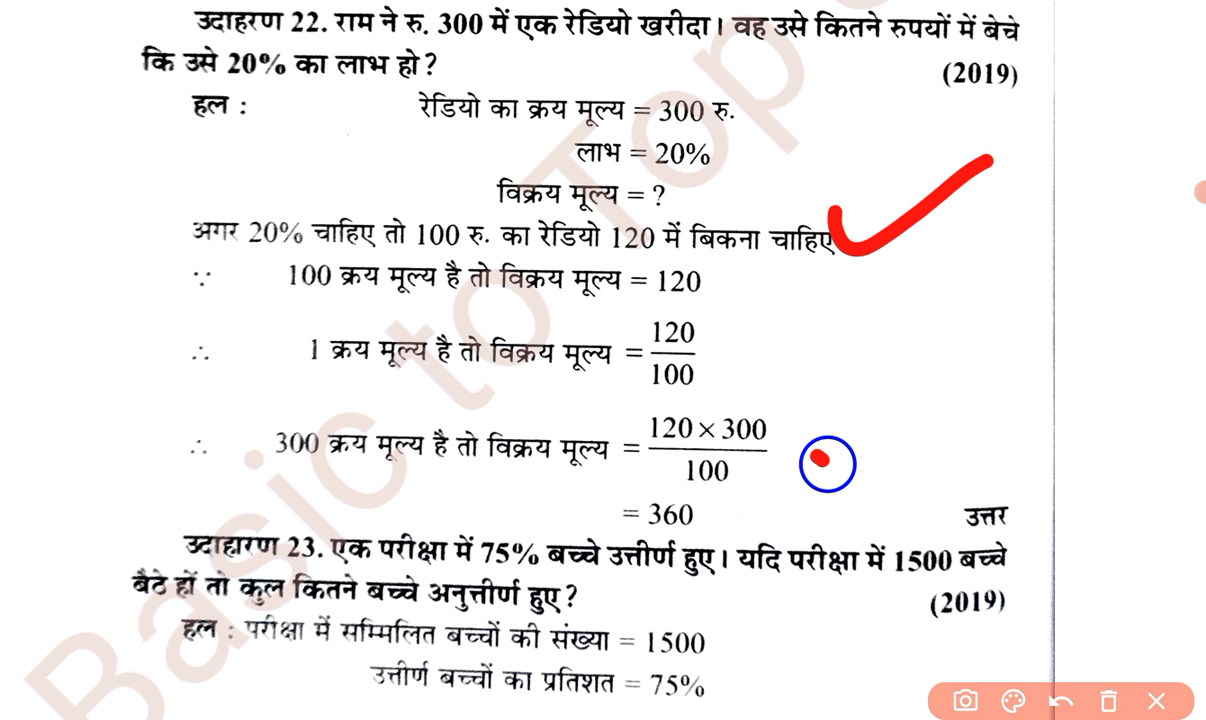 उदाहरण 22. राम ने रु. 300 में एक रेडियो खरीदा। वह उसे कितने रुपयों में बेचे
कि उसे 20% का लाभ हो?
(2019)
हल : रेडियो का क्रय मूल्य = 300 रु.
लाभ = 20%
विक्रय मूल्य = ?
अगर 20% चाहिए तो 100 रु. का रेडियो 120 में बिकना चाहिए
∵ 100 क्रय मूल्य है तो विक्रय मूल्य = 120
∴ 1 क्रय मूल्य है तो विक्रय मूल्य = 120/100
∴ 300 क्रय मूल्य है तो विक्रय मूल्य = 120 × 300/100
= 360 उत्तर
उदाहारण 23. एक परीक्षा में 75% बच्चे उत्तीर्ण हुए। यदि परीक्षा में 1500 बच्चे
बैठे हों तो कुल कितने बच्चे अनुत्तीर्ण हुए?
(2019)
हल : परीक्षा में सम्मिलित बच्चों की संख्या = 1500
उत्तीर्ण बच्चों का प्रतिशत = 75%
Basic to Top